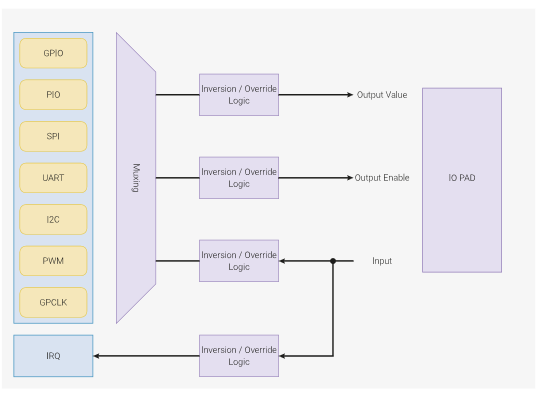 GPIO
PIO
SPI
UART
I2C
PWM
GPCLK
IRQ
Muxing
Inversion / Override
Logic
Output Value
Inversion / Override
Logic
Output Enable
Inversion / Override
Logic
Input
Inversion / Override
Logic
IO PAD